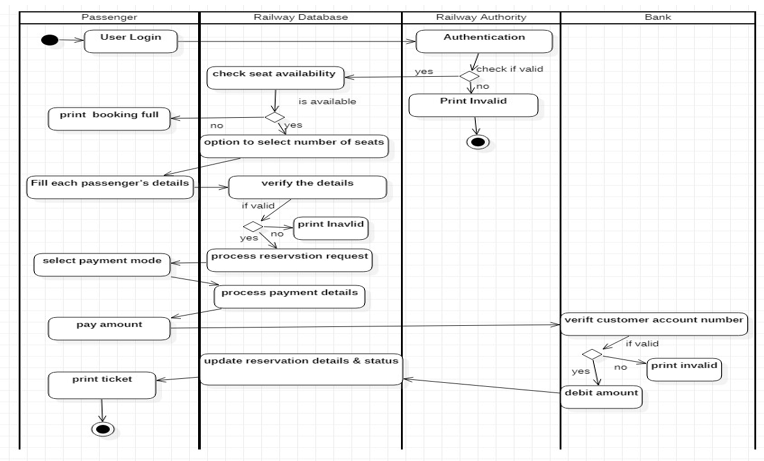 Passenger
Railway Database
Railway Authority
Bank
User Login
Authentication
check seat availability
yes
check if valid
no
is available
Print Invalid
print  booking full
no
yes
option to select number of seats
Fill each passenger's details
verify the details
if valid
print Inavlid
no
yes
select payment mode
process reservstion request
process payment details
pay amount
verift customer account number
if valid
update reservation details & status
yes
no
print invalid
print ticket
debit amount